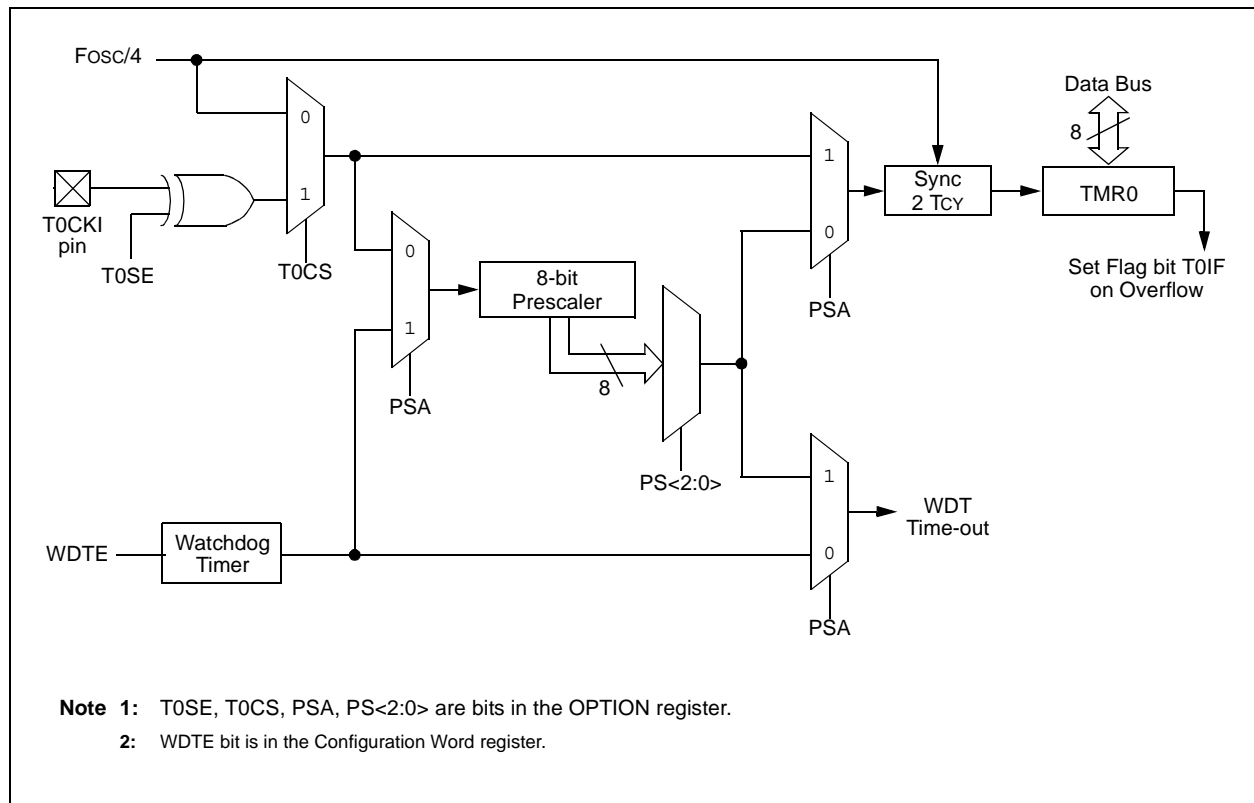 FOSC/4
Data Bus
0
8
1
Sync
2 TCY
TMR0
1
T0CKI
pin
T0SE
T0CS
0
8-bit
Prescaler
0
PSA
Set Flag bit T0IF
on Overflow
1
8
PSA
PS<2:0>
1
WDT
Time-out
WDTE
Watchdog
Timer
0
PSA
Note 1: T0SE, T0CS, PSA, PS<2:0> are bits in the OPTION register.
2: WDTE bit is in the Configuration Word register.